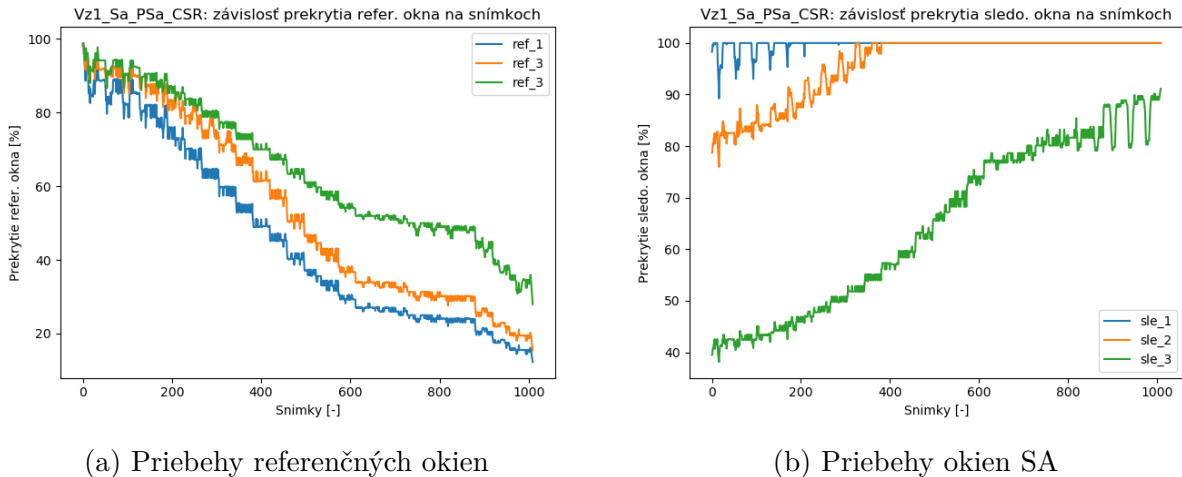 Vz1_Sa_PSa_CSR: závislosť prekrytia refer. okna na snímkoch
Prekrytie refer. okna [%]
100
80
60
40
20
0
200
400
600
800
1000
Snimky [-]
ref_1
ref_3
ref_3
(a) Priebehy referenčných okien
Vz1_Sa_PSa_CSR: závislosť prekrytia sledo. okna na snímkoch
Prekrytie sledo. okna [%]
100
90
80
70
60
50
40
0
200
400
600
800
1000
Snimky [-]
sle_1
sle_2
sle_3
(b) Priebehy okien SA